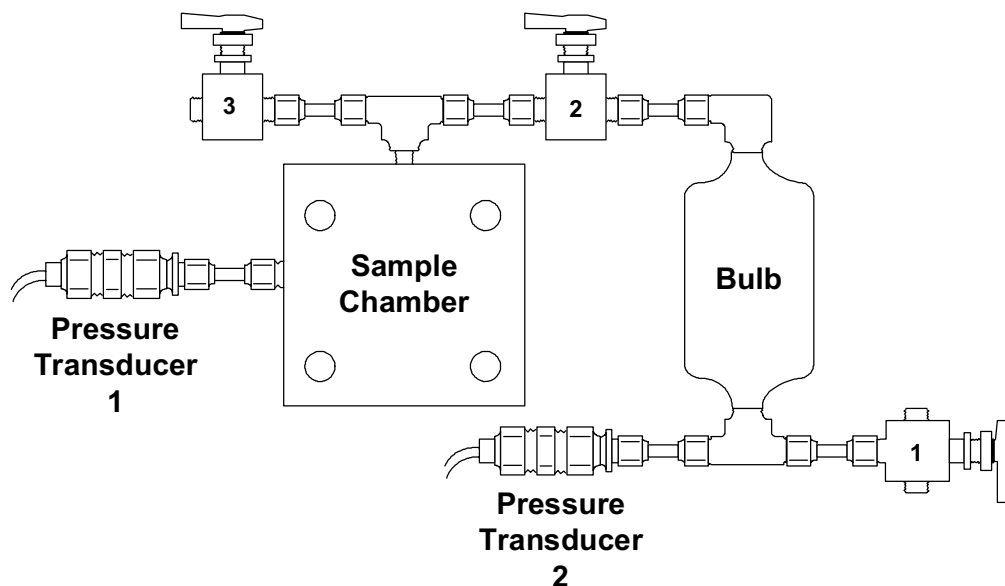 3
2
Sample
Chamber
Bulb
Pressure
Transducer
1
1
Pressure
Transducer
2